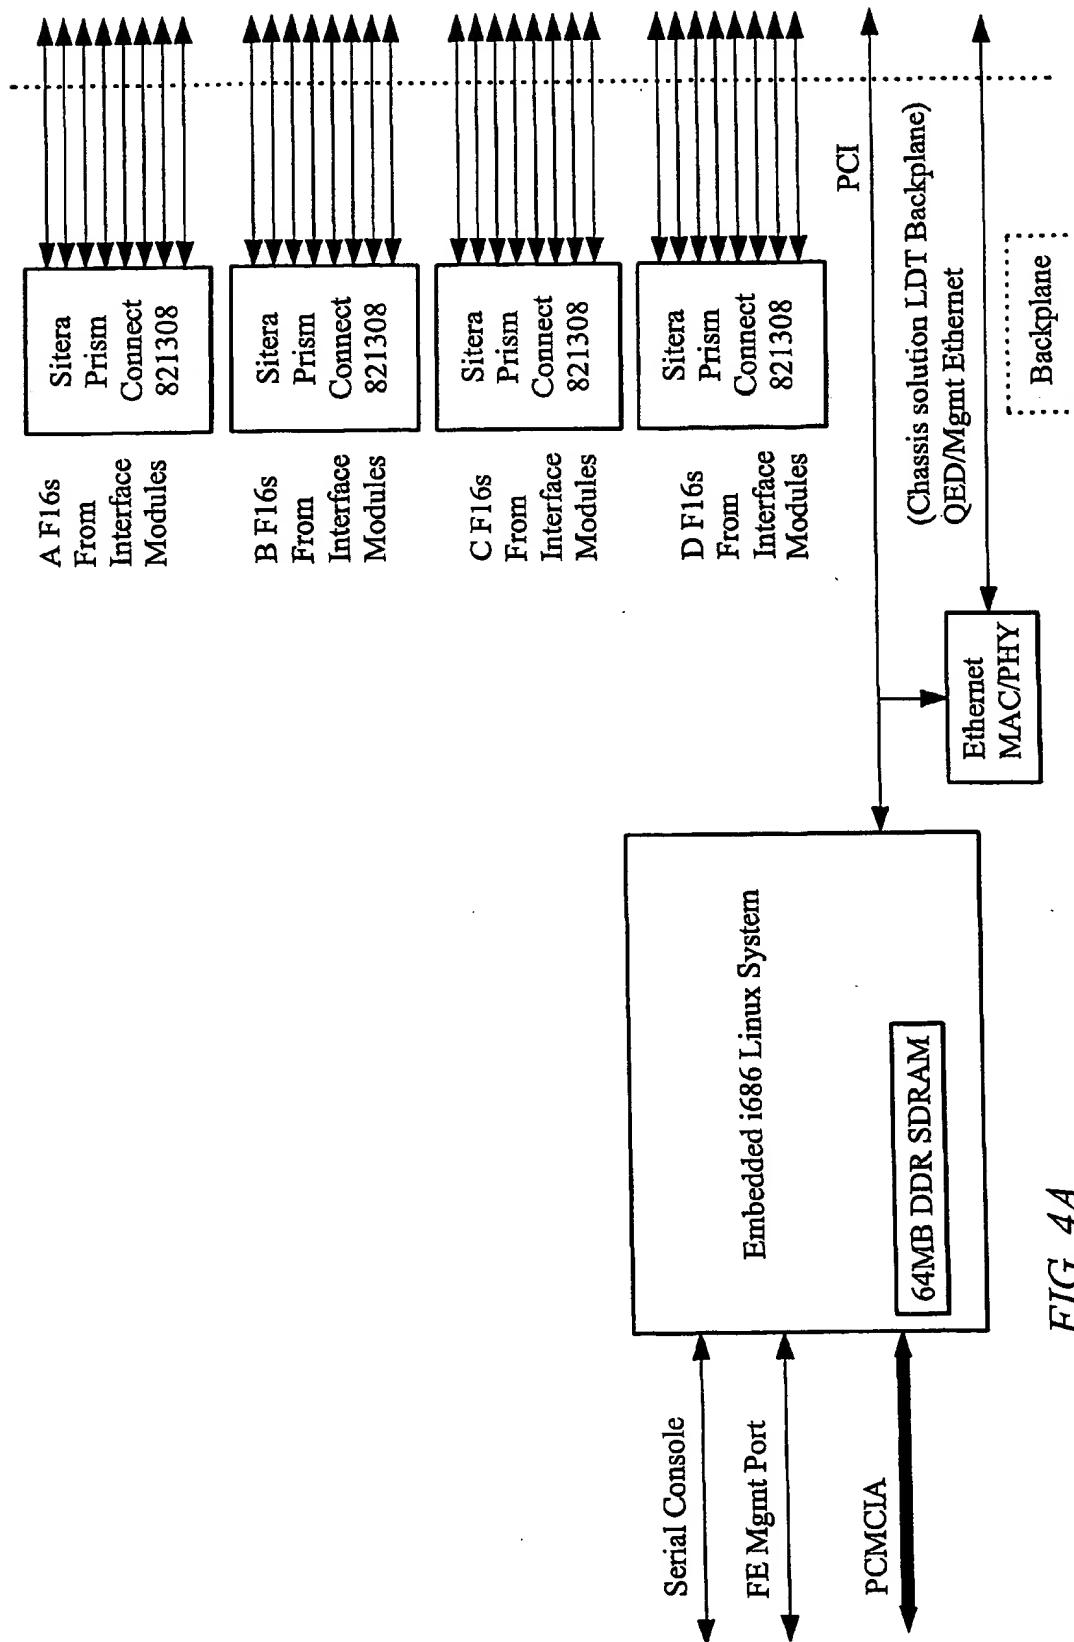 A F16s
From
Interface
Modules
Sitera
Prism
Connect
821308
B F16s
From
Interface
Modules
Sitera
Prism
Connect
821308
C F16s
From
Interface
Modules
Sitera
Prism
Connect
821308
D F16s
From
Interface
Modules
Sitera
Prism
Connect
821308
PCI
(Chassis solution LDT Backplane)
QED/Mgmt Ethernet
Ethernet
MAC/PHY
Backplane
Embedded i686 Linux System
64MB DDR SDRAM
Serial Console
FE Mgmt Port
PCMCIA
FIG. 4A